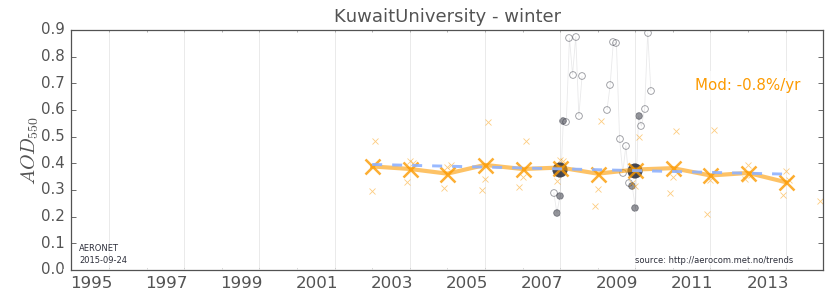 KuwaitUniversity - winter
0.9
0.8
0.7
0.6
0.5
0.4
0.3
0.2
0.1
0.0
AOD550
Mod: -0.8%/yr
AERONET
2015-09-24
source: http://aerocom.met.no/trends
1995 1997 1999 2001 2003 2005 2007 2009 2011 2013